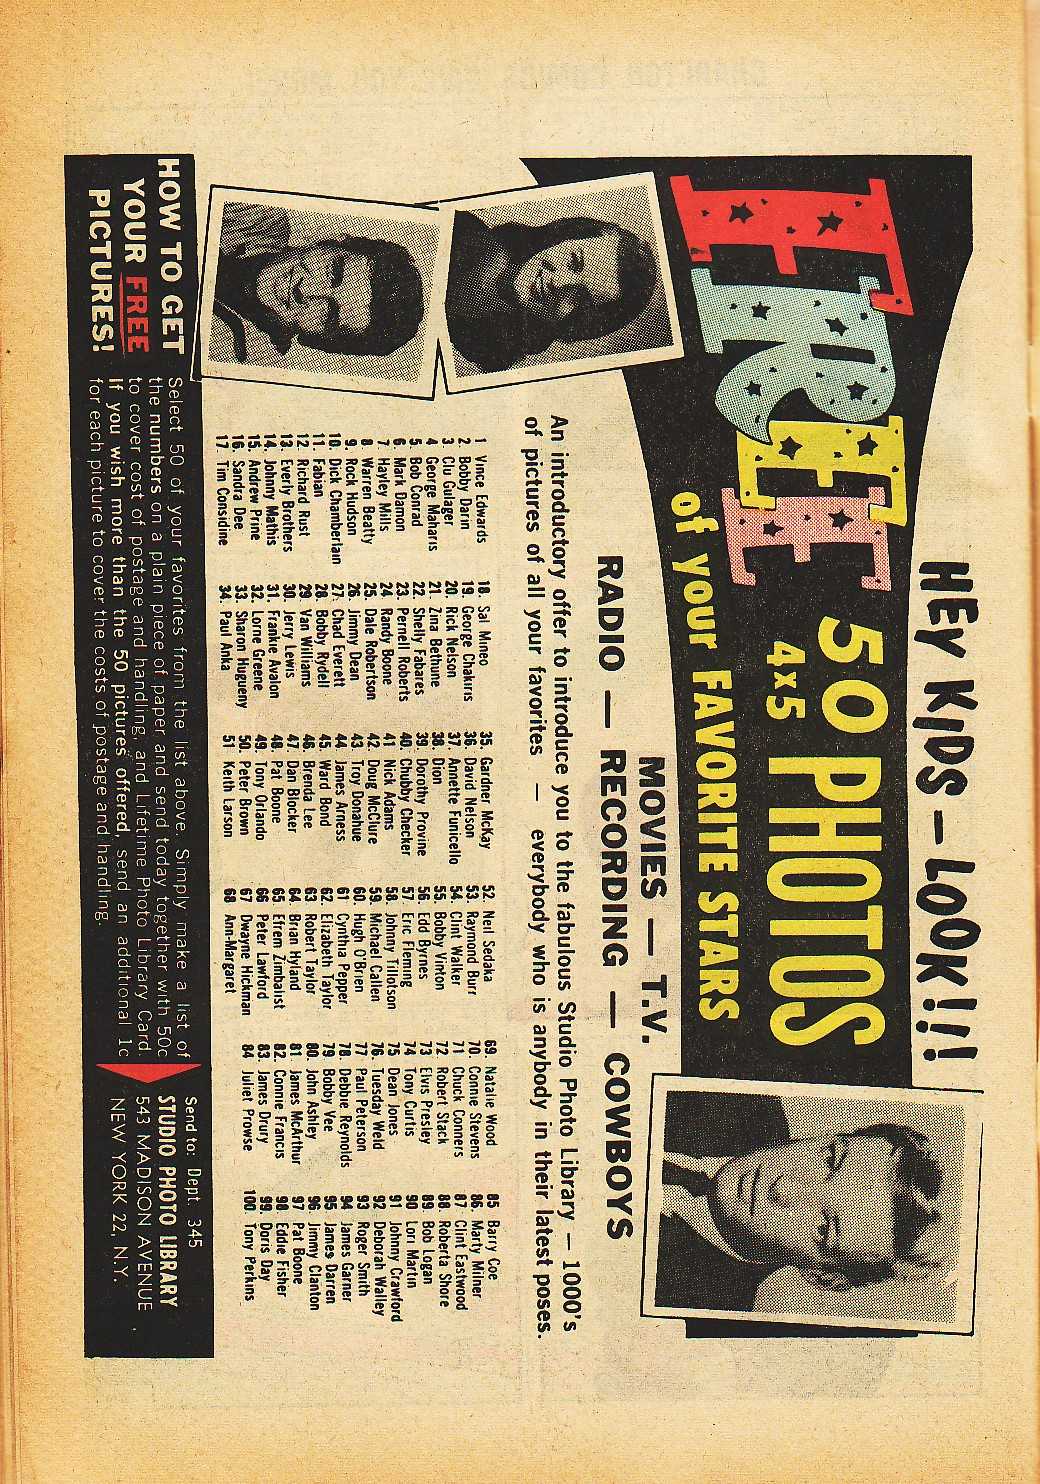 HEY KIDS — LOOK!!!
FREE 50 PHOTOS
4x5
of your FAVORITE STARS
MOVIES — T.V.
RADIO — RECORDING — COWBOYS
An introductory offer to introduce you to the fabulous Studio Photo Library — 1000's
of pictures of all your favorites — everybody who is anybody in their latest poses.
1 Vince Edwards
2 Bobby Darin
3 Clu Gulager
4 George Maharis
5 Bob Conrad
6 Mark Damon
7. Hayley Mills
8 Warren Beatty
9. Rock Hudson
10. Dick Chamberlain
11. Fabian
12 Richard Rust
13. Everly Brothers
14. Johnny Mathis
15. Andrew Prine
16. Sandra Dee
17. Tim Considine
18. Sal Mineo
19. George Chakiris
20. Rick Nelson
21. Zina Bethune
22 Shelly Fabares
23. Pernell Roberts
24 Randy Boone
25. Dale Robertson
26 Jimmy Dean
27. Chad Everett
28 Bobby Rydell
29. Van Williams
30 Jerry Lewis
31. Frankie Avalon
32. Lorne Greene
33. Sharon Hugueny
34. Paul Anka
35. Gardner McKay
36. David Nelson
37. Annette Funicello
38. Dion
39. Dorothy Provine
40. Chubby Checker
41 Nick Adams
42. Doug McClure
43 Troy Donahue
44 James Arness
45. Ward Bond
46. Brenda Lee
47. Dan Blocker
48. Pat Boone
49. Tony Orlando
50. Peter Brown
51 Keith Larson
52. Neil Sedaka
53. Raymond Burr
54. Clint Walker
55. Bobby Vinton
56. Edd Byrnes
57. Eric Fleming
58. Johnny Tillotson
59. Michael Callen
60. Hugh O'Brien
61 Cynthia Pepper
62. Elizabeth Taylor
63 Robert Taylor
64. Brian Hyland
65 Efrem Zimbalist
66 Peter Lawford
67 Dwayne Hickman
68 Ann-Margaret
69. Natalie Wood
70. Connie Stevens
71 Chuck Conners
72 Robert Stack
73 Elvis Presley
74 Tony Curtis
75 Dean Jones
76. Tuesday Weld
77 Paul Peterson
78. Debbie Reynolds
79 Bobby Vee
80. John Ashley
81. James McArthur
82. Connie Francis
83. James Drury
84 Juliet Prowse
85 Barry Coe
86. Marty Milner
87 Clint Eastwood
88. Roberta Shore
89. Bob Logan
90 Lori Martin
91 Johnny Crawford
92 Deborah Walley
93 Roger Smith
94 James Garner
95 James Darren
96 Jimmy Clanton
97 Pat Boone
98 Eddie Fisher
99. Doris Day
100 Tony Perkins
HOW TO GET
YOUR FREE
PICTURES!
Select 50 of your favorites from the list above. Simply make a list of
the numbers on a plain piece of paper and send today together with 50c
to cover cost of postage and handling, and Lifetime Photo Library Card.
If you wish more than the 50 pictures offered, send an additional 1c
for each picture to cover the costs of postage and handling.
Send to: Dept. 345
STUDIO PHOTO LIBRARY
543 MADISON AVENUE
NEW YORK 22, N.Y.